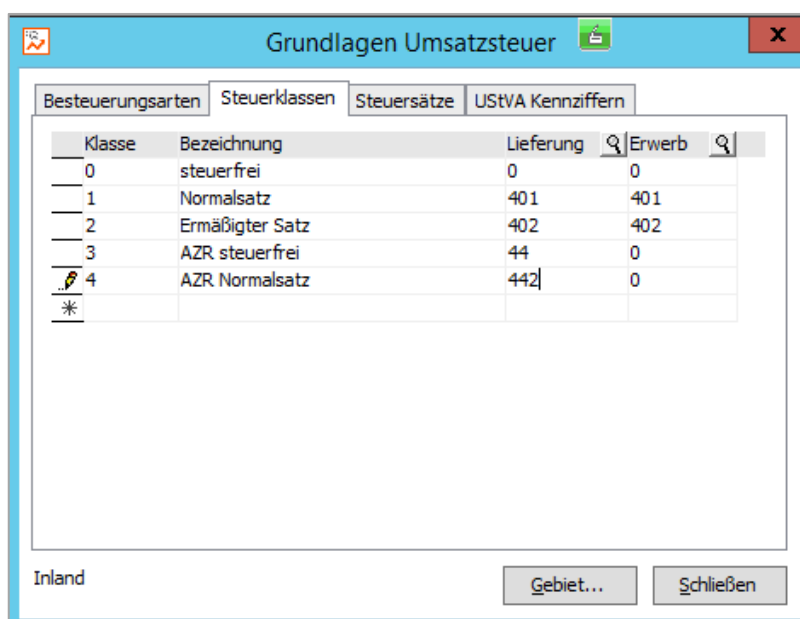 Grundlagen Umsatzsteuer x
Besteuerungsarten Steuerklassen Steuersätze UStVA Kennziffern
Klasse Bezeichnung Lieferung Erwerb
0 steuerfrei 0 0
1 Normalsatz 401 401
2 Ermäßigter Satz 402 402
3 AZR steuerfrei 44 0
4 AZR Normalsatz 442 0
Inland Gebiet... Schließen